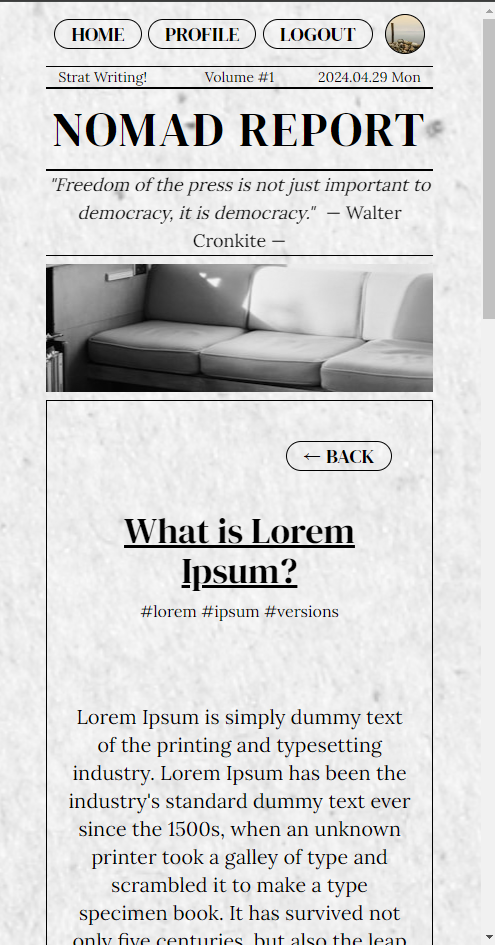 HOME PROFILE LOGOUT
Strat Writing! Volume #1 2024.04.29 Mon
NOMAD REPORT
"Freedom of the press is not just important to
democracy, it is democracy." — Walter
Cronkite —
← BACK
What is Lorem
Ipsum?
#lorem #ipsum #versions
Lorem Ipsum is simply dummy text
of the printing and typesetting
industry. Lorem Ipsum has been the
industry's standard dummy text ever
since the 1500s, when an unknown
printer took a galley of type and
scrambled it to make a type
specimen book. It has survived not
only five centuries, but also the leap